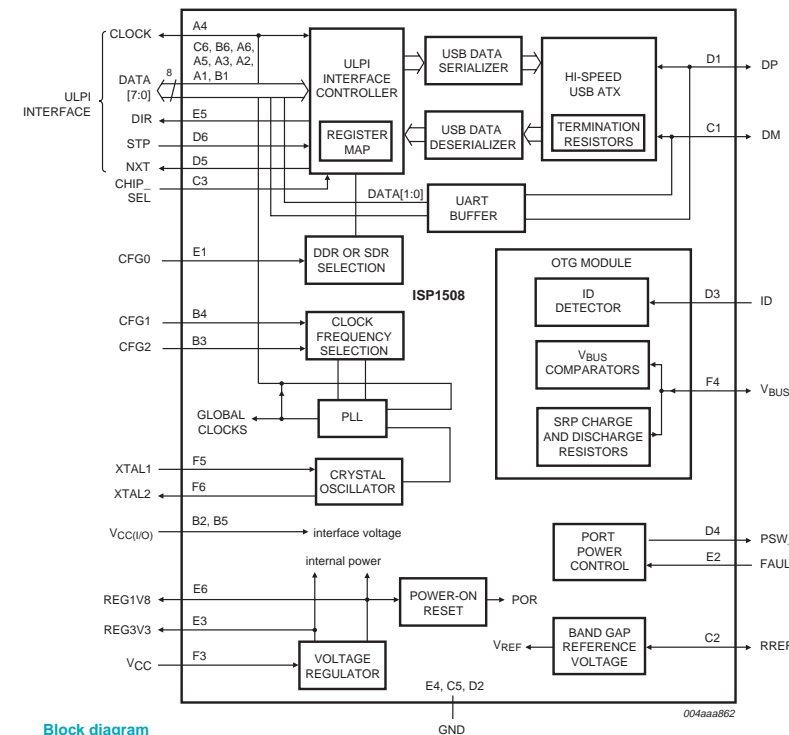 CLOCK
A4
C6, B6, A6,
A5, A3, A2,
A1, B1
ULPI
INTERFACE
DATA
[7:0]
8
DIR
E5
STP
D6
NXT
D5
CHIP_
SEL
C3
ULPI
INTERFACE
CONTROLLER
REGISTER
MAP
USB DATA
SERIALIZER
USB DATA
DESERIALIZER
HI-SPEED
USB ATX
TERMINATION
RESISTORS
D1
DP
C1
DM
DATA[1:0]
UART
BUFFER
CFG0
E1
DDR OR SDR
SELECTION
ISP1508
OTG MODULE
ID
DETECTOR
D3
ID
VBUS
COMPARATORS
F4
VBUS
SRP CHARGE
AND DISCHARGE
RESISTORS
CFG1
B4
CFG2
B3
CLOCK
FREQUENCY
SELECTION
GLOBAL
CLOCKS
PLL
XTAL1
F5
XTAL2
F6
CRYSTAL
OSCILLATOR
VCC(I/O)
B2, B5
interface voltage
internal power
PORT
POWER
CONTROL
D4
PSW_
E2
FAUL
REG1V8
E6
POWER-ON
RESET
POR
REG3V3
E3
VCC
F3
VOLTAGE
REGULATOR
VREF
BAND GAP
REFERENCE
VOLTAGE
C2
RREF
E4, C5, D2
GND
004aaa862
Block diagram